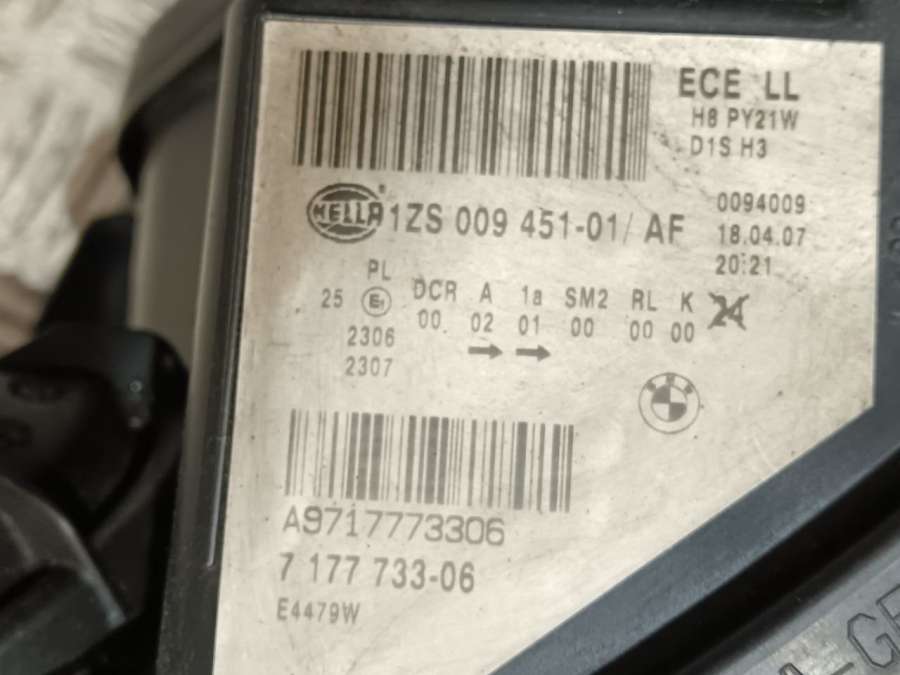 ECE LL
H8 PY21W
D1S H3
HELLA
1ZS 009 451-01/ AF
0094009
18.04.07
20:21
PL
25 E1 DCR A 1a SM2 RL K 24
00 02 01 00 00 00
2306
2307
A9717773306
7 177 733-06
E4479W